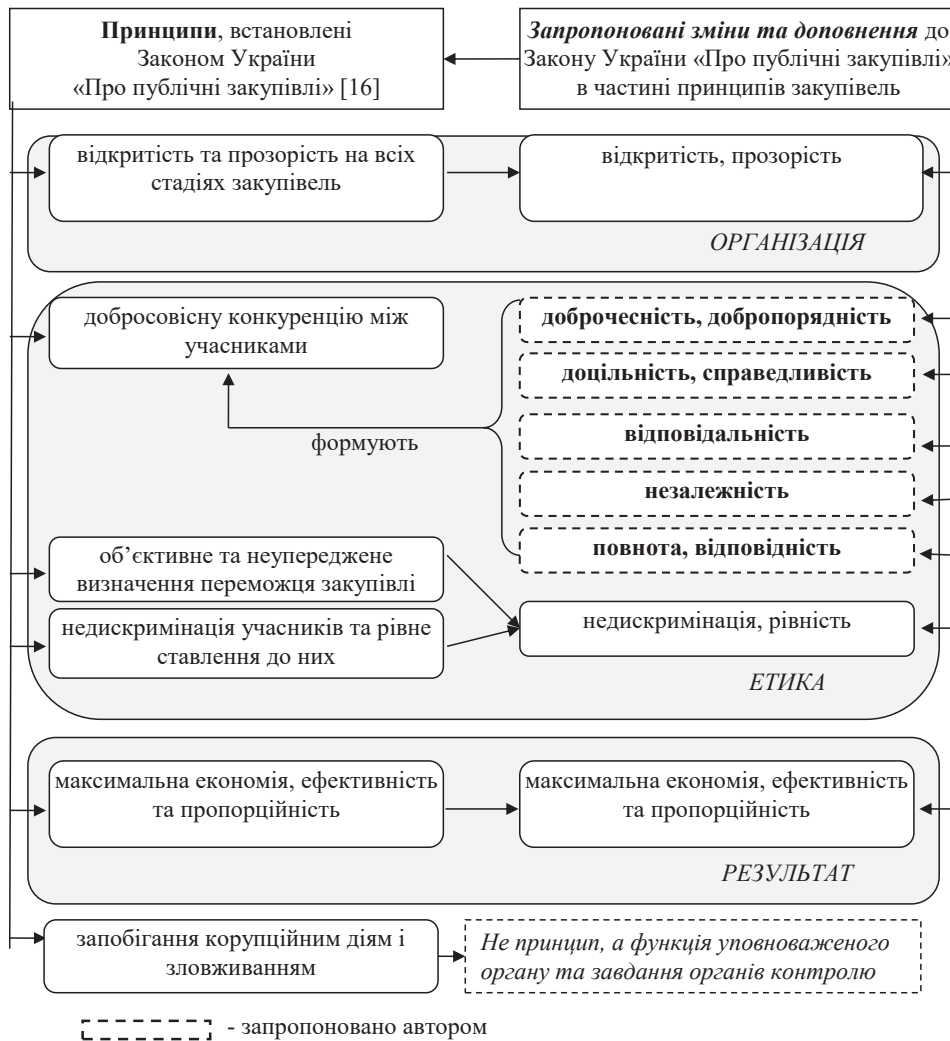 Принципи, встановлені
Законом України
«Про публічні закупівлі» [16]
Запропоновані зміни та доповнення до
Закону України «Про публічні закупівлі»
в частині принципів закупівель
відкритість та прозорість на всіх
стадіях закупівель
відкритість, прозорість
ОРГАНІЗАЦІЯ
добросовісну конкуренцію між
учасниками
доброчесність, добропорядність
доцільність, справедливість
формують
відповідальність
незалежність
повнота, відповідність
об’єктивне та неупереджене
визначення переможця закупівлі
недискримінація учасників та рівне
ставлення до них
недискримінація, рівність
ЕТИКА
максимальна економія, ефективність
та пропорційність
максимальна економія, ефективність
та пропорційність
РЕЗУЛЬТАТ
запобігання корупційним діям і
зловживанням
Не принцип, а функція уповноваженого
органу та завдання органів контролю
- запропоновано автором